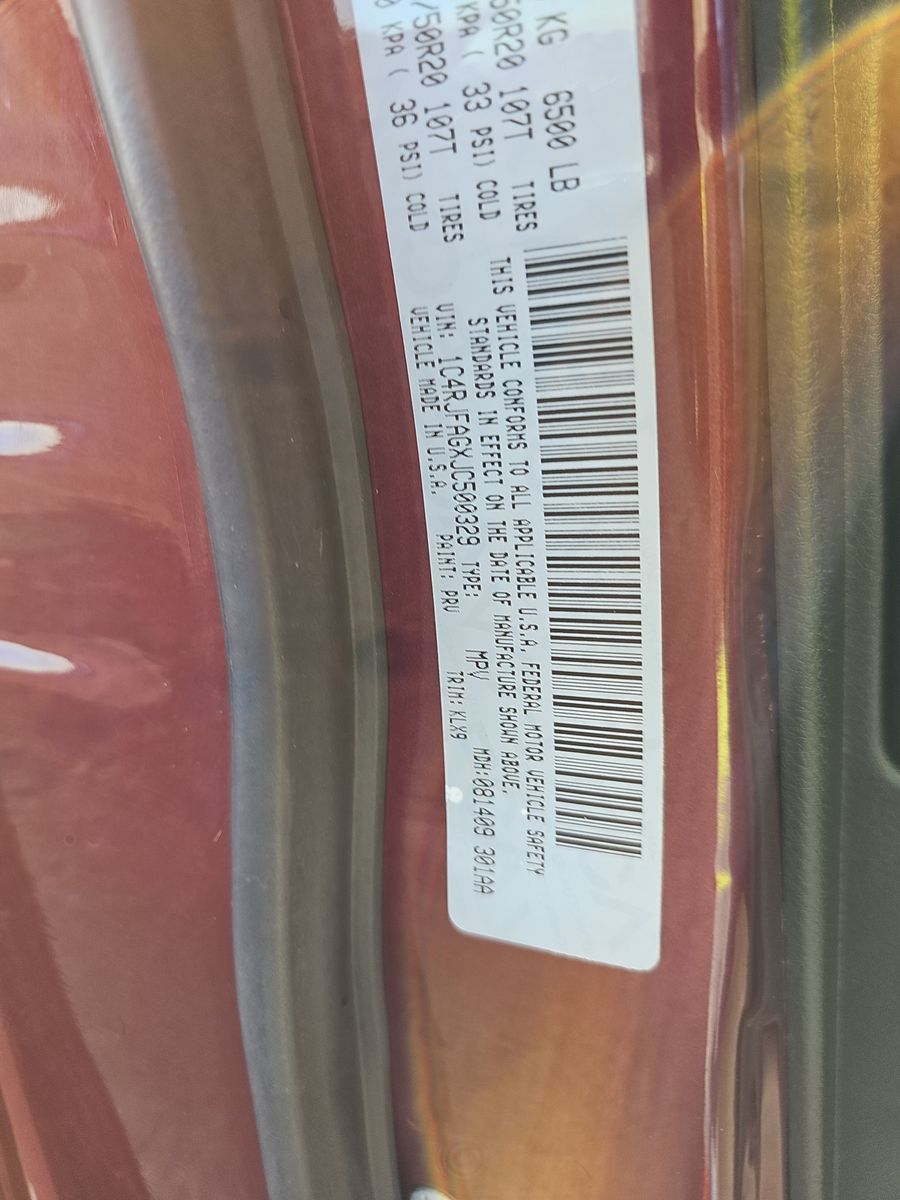 KG 6500 LB
50R20 107T TIRES
KPA ( 33 PSI) COLD
/50R20 107T TIRES
0 KPA ( 36 PSI) COLD
THIS VEHICLE CONFORMS TO ALL APPLICABLE U.S.A. FEDERAL MOTOR VEHICLE SAFETY
STANDARDS IN EFFECT ON THE DATE OF MANUFACTURE SHOWN ABOVE.
VIN: 1C4RJFAGXJC500329 TYPE: MPV MDH:081409 301AA
VEHICLE MADE IN U.S.A. PAINT: PRV TRIM:KLX9